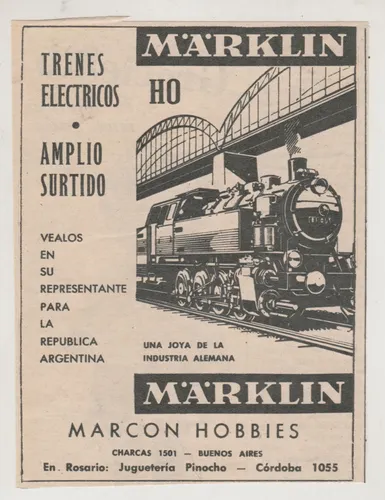 MÄRKLIN
TRENES
ELECTRICOS
HO
AMPLIO
SURTIDO
VEALOS
EN
SU
REPRESENTANTE
PARA
LA
REPUBLICA
ARGENTINA
UNA JOYA DE LA
INDUSTRIA ALEMANA
MÄRKLIN
MARCON HOBBIES
CHARCAS 1501 — BUENOS AIRES
En. Rosario: Juguetería Pinocho — Córdoba 1055